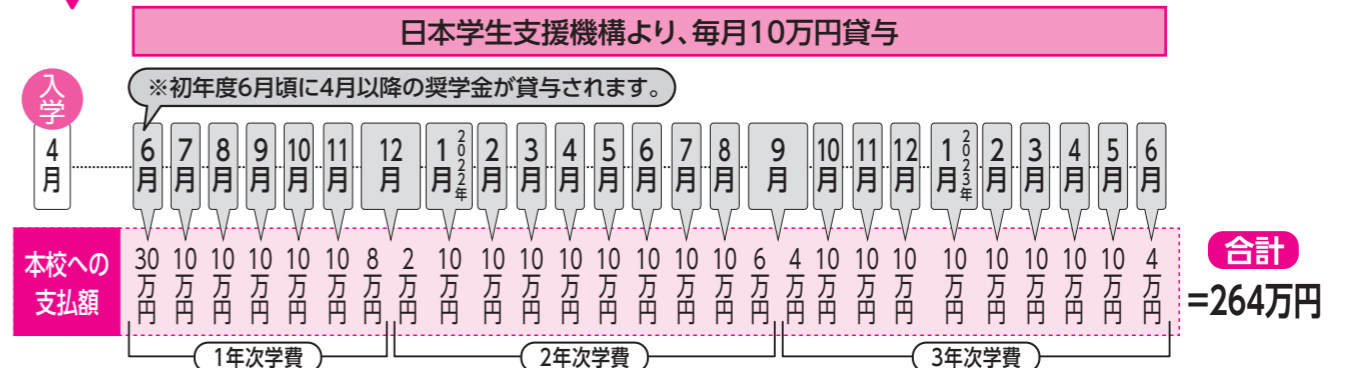 日本学生支援機構より、毎月10万円貸与
※初年度6月頃に4月以降の奨学金が貸与されます。
入学
4月 6月 7月 8月 9月 10月 11月 12月 1月 2022年 2月 3月 4月 5月 6月 7月 8月 9月 10月 11月 12月 1月 2023年 2月 3月 4月 5月 6月
本校への
支払額
30万円 10万円 10万円 10万円 10万円 10万円 8万円 2万円 10万円 10万円 10万円 10万円 10万円 10万円 10万円 6万円 4万円 10万円 10万円 10万円 10万円 10万円 10万円 10万円 10万円 4万円
合計
=264万円
1年次学費 2年次学費 3年次学費